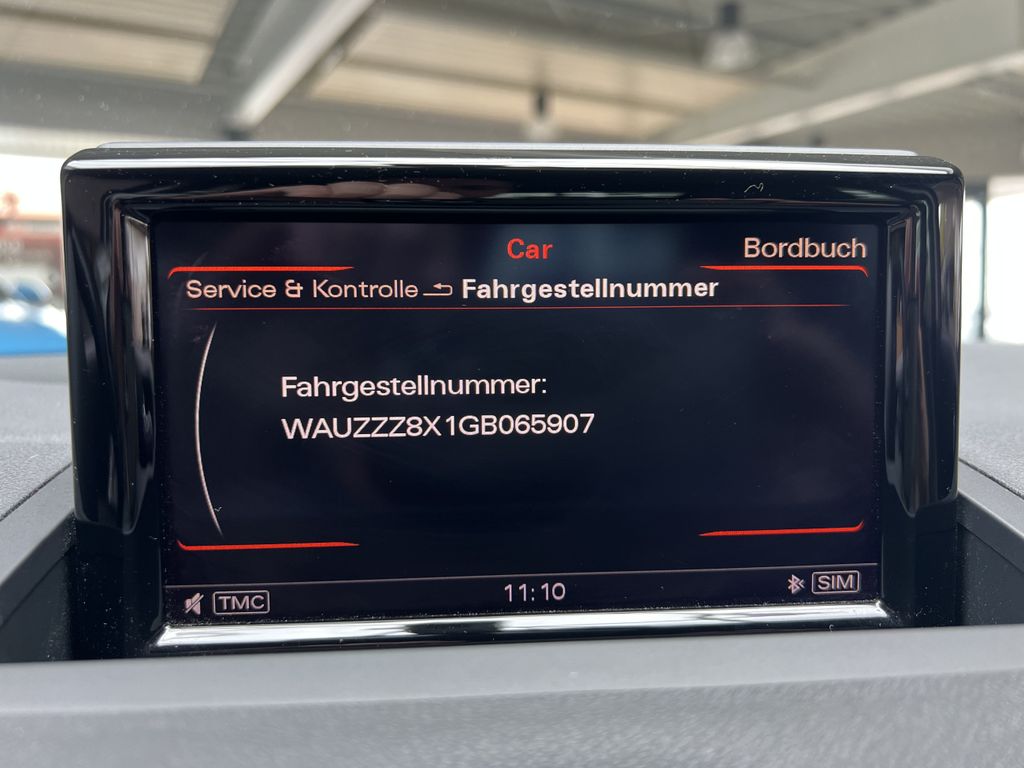 Car
Bordbuch
Service & Kontrolle Fahrgestellnummer
Fahrgestellnummer:
WAUZZZ8X1GB065907
TMC
11:10
SIM